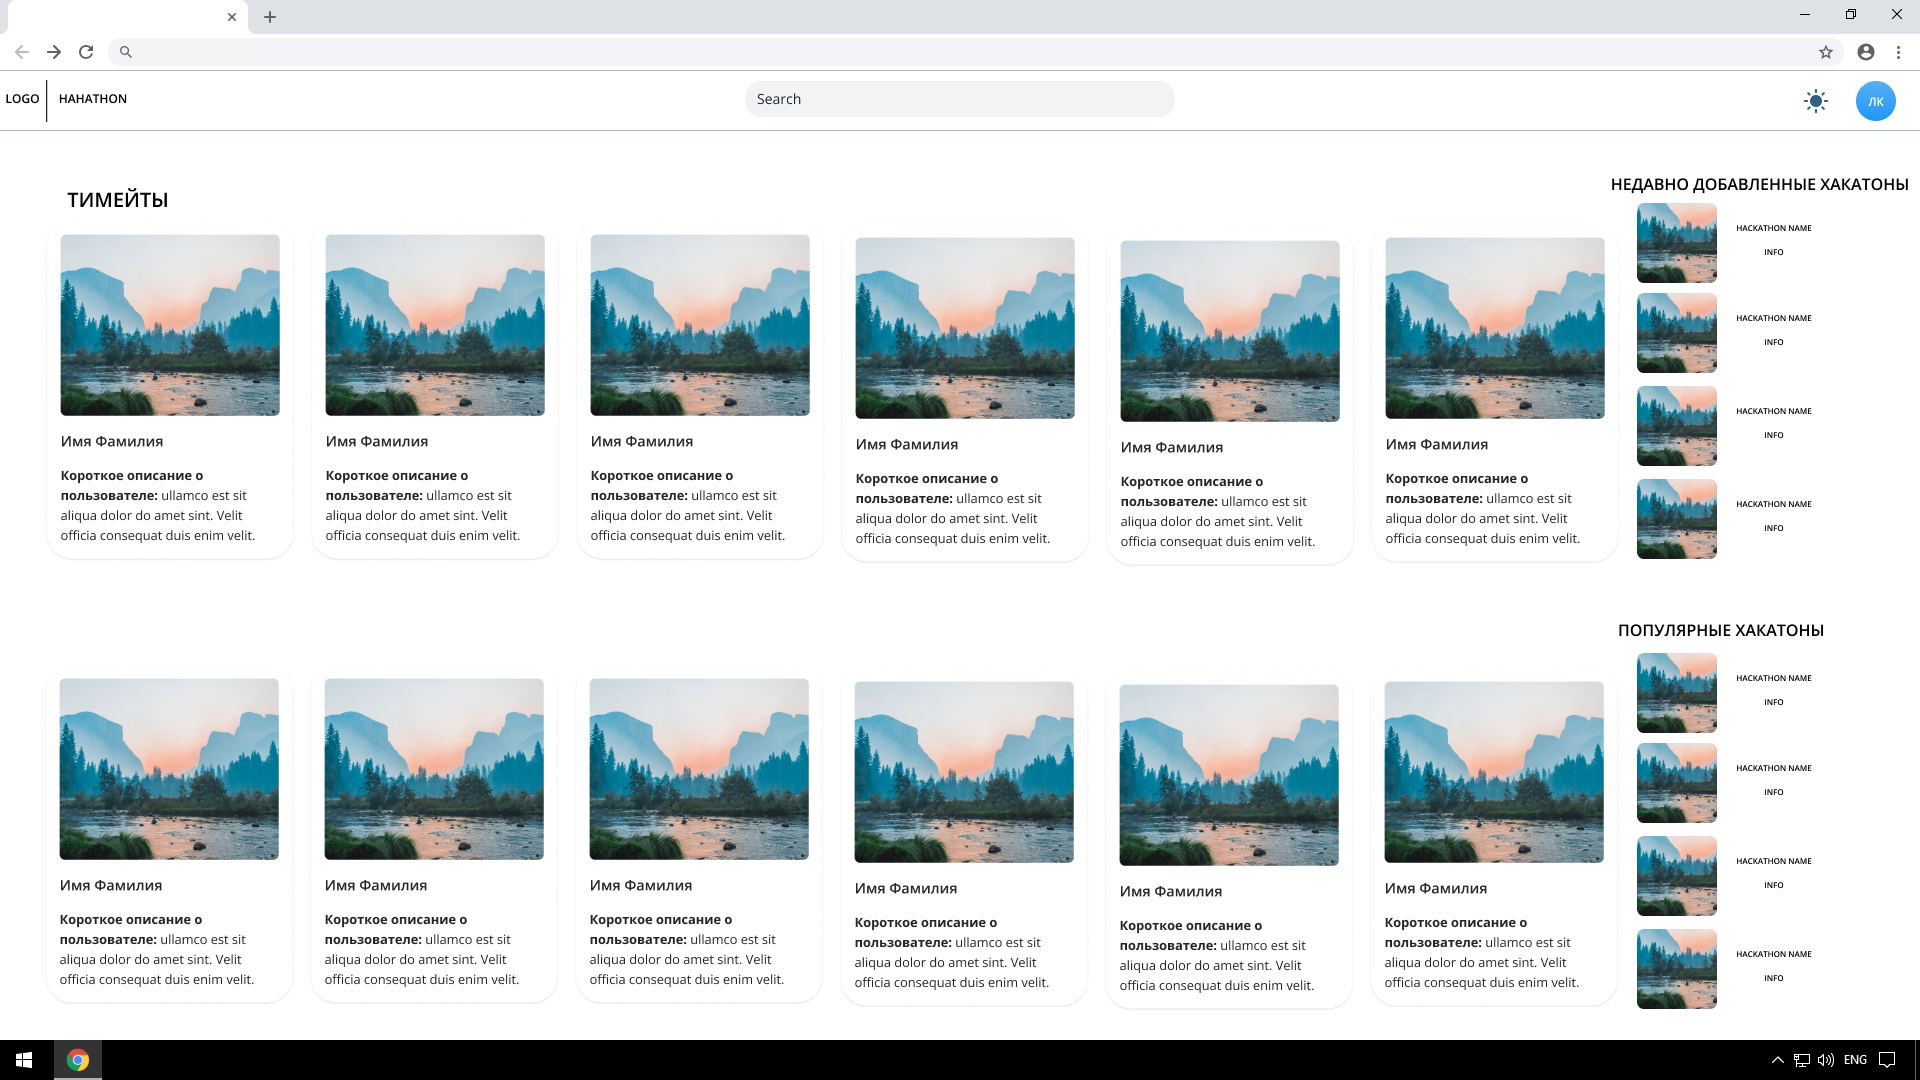 LOGO
HAHATHON
Search
ЛК
ТИМЕЙТЫ
Имя Фамилия
Короткое описание о
пользователе: ullamco est sit
aliqua dolor do amet sint. Velit
officia consequat duis enim velit.
Имя Фамилия
Короткое описание о
пользователе: ullamco est sit
aliqua dolor do amet sint. Velit
officia consequat duis enim velit.
Имя Фамилия
Короткое описание о
пользователе: ullamco est sit
aliqua dolor do amet sint. Velit
officia consequat duis enim velit.
Имя Фамилия
Короткое описание о
пользователе: ullamco est sit
aliqua dolor do amet sint. Velit
officia consequat duis enim velit.
Имя Фамилия
Короткое описание о
пользователе: ullamco est sit
aliqua dolor do amet sint. Velit
officia consequat duis enim velit.
Имя Фамилия
Короткое описание о
пользователе: ullamco est sit
aliqua dolor do amet sint. Velit
officia consequat duis enim velit.
Имя Фамилия
Короткое описание о
пользователе: ullamco est sit
aliqua dolor do amet sint. Velit
officia consequat duis enim velit.
Имя Фамилия
Короткое описание о
пользователе: ullamco est sit
aliqua dolor do amet sint. Velit
officia consequat duis enim velit.
Имя Фамилия
Короткое описание о
пользователе: ullamco est sit
aliqua dolor do amet sint. Velit
officia consequat duis enim velit.
Имя Фамилия
Короткое описание о
пользователе: ullamco est sit
aliqua dolor do amet sint. Velit
officia consequat duis enim velit.
Имя Фамилия
Короткое описание о
пользователе: ullamco est sit
aliqua dolor do amet sint. Velit
officia consequat duis enim velit.
Имя Фамилия
Короткое описание о
пользователе: ullamco est sit
aliqua dolor do amet sint. Velit
officia consequat duis enim velit.
НЕДАВНО ДОБАВЛЕННЫЕ ХАКАТОНЫ
HACKATHON NAME
INFO
HACKATHON NAME
INFO
HACKATHON NAME
INFO
HACKATHON NAME
INFO
ПОПУЛЯРНЫЕ ХАКАТОНЫ
HACKATHON NAME
INFO
HACKATHON NAME
INFO
HACKATHON NAME
INFO
HACKATHON NAME
INFO
ENG